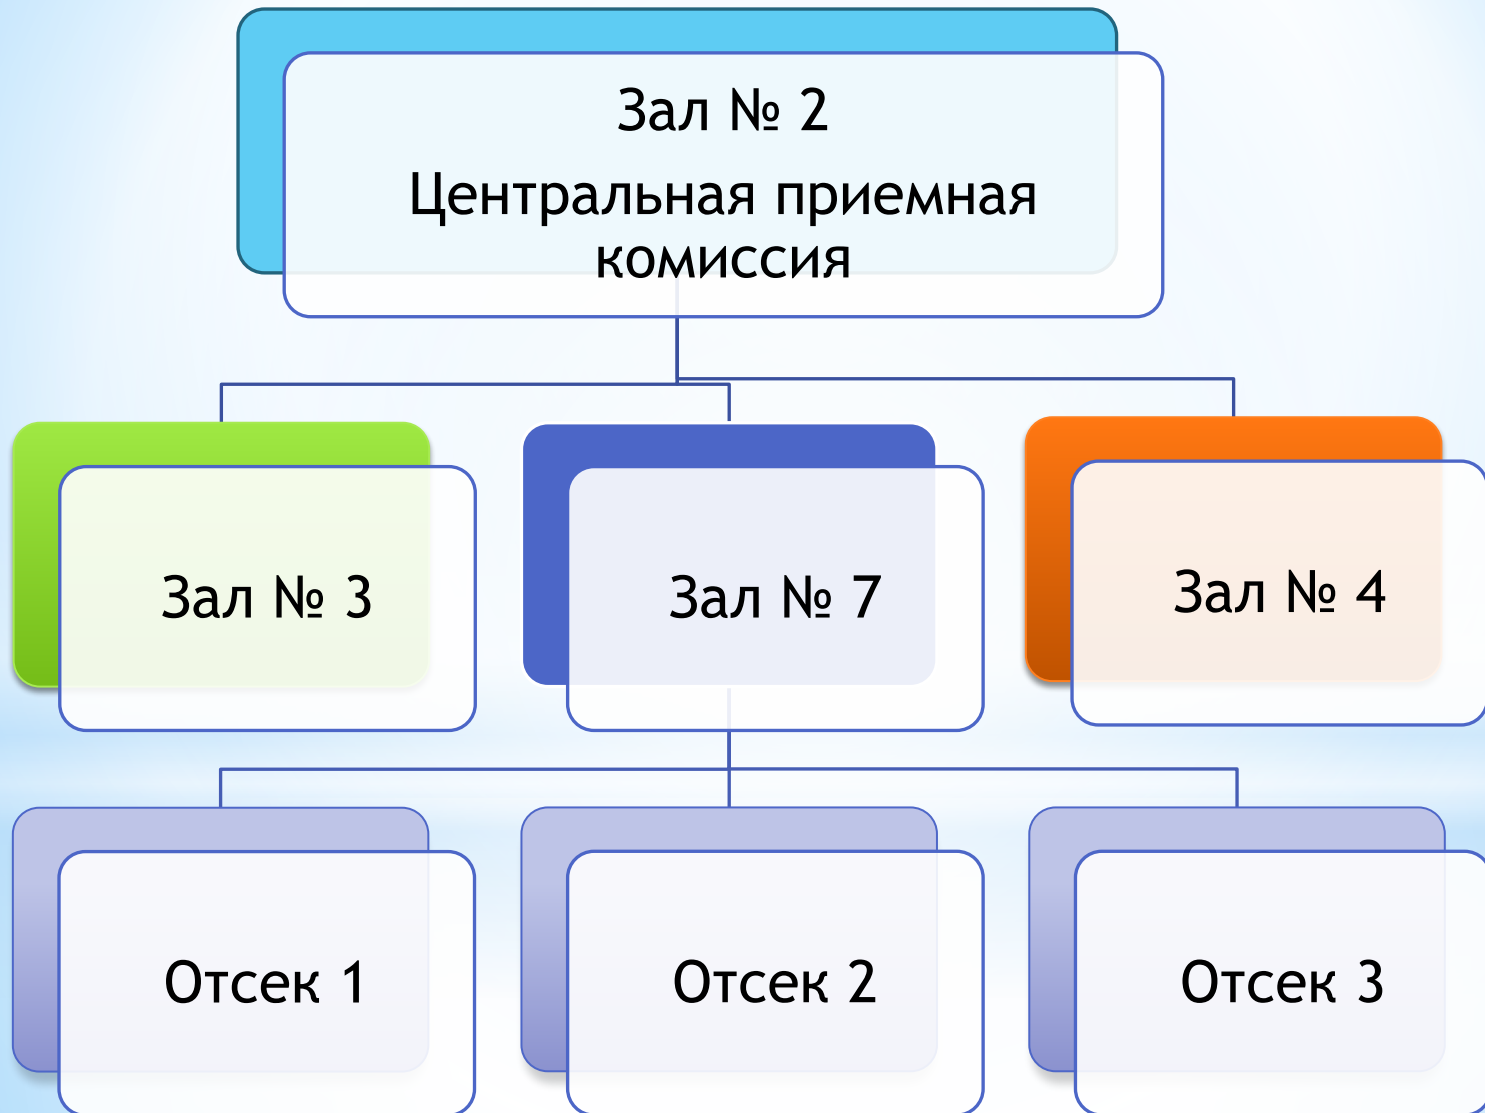 Зал № 2
Центральная приемная
комиссия
Зал № 3
Зал № 7
Зал № 4
Отсек 1
Отсек 2
Отсек 3